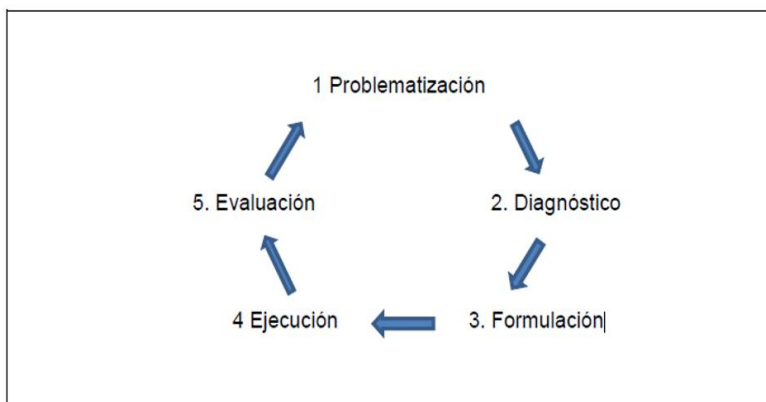 1 Problematización
2. Diagnóstico
3. Formulación
4 Ejecución
5. Evaluación